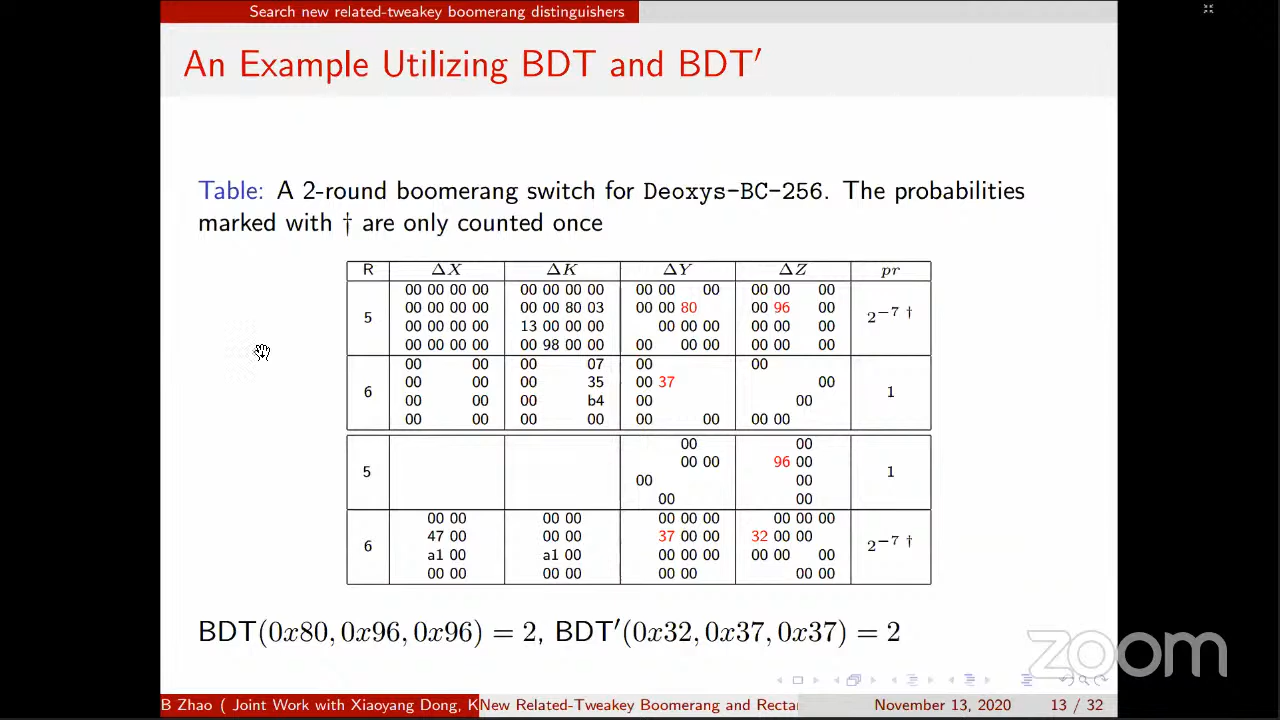 Search new related-tweakey boomerang distinguishers
An Example Utilizing BDT and BDT′
Table: A 2-round boomerang switch for Deoxys-BC-256. The probabilities
marked with † are only counted once
R ΔX ΔK ΔY ΔZ pr
00 00 00 00 00 00 00 00 00 00 00 00 00 00
00 00 00 00 00 00 80 03 00 00 80 00 96 00
5 2⁻⁷ †
00 00 00 00 13 00 00 00 00 00 00 00 00 00
00 00 00 00 00 98 00 00 00 00 00 00 00 00
00 00 00 07 00 00
00 00 00 35 00 37 00
6 1
00 00 00 b4 00 00
00 00 00 00 00 00 00 00
00 00
00 00 96 00
5 1
00 00
00 00
00 00 00 00 00 00 00 00 00 00
47 00 00 00 37 00 00 32 00 00
6 2⁻⁷ †
a1 00 a1 00 00 00 00 00 00 00
00 00 00 00 00 00 00 00
BDT(0x80, 0x96, 0x96) = 2, BDT′(0x32, 0x37, 0x37) = 2
zoom
B Zhao ( Joint Work with Xiaoyang Dong, K New Related-Tweakey Boomerang and Recta November 13, 2020 13 / 32